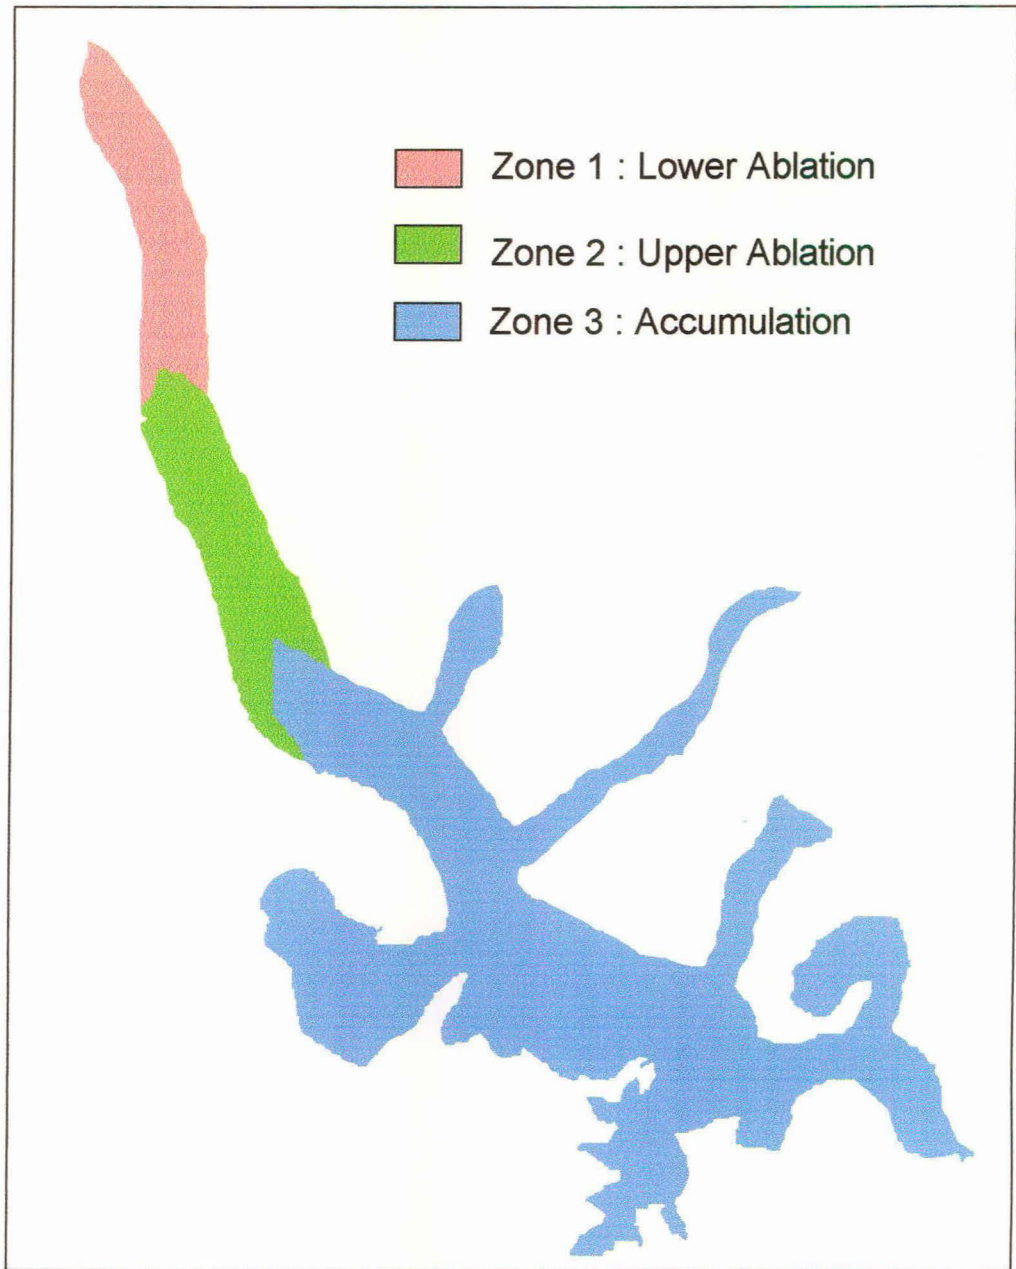 Zone 1 : Lower Ablation
Zone 2 : Upper Ablation
Zone 3 : Accumulation